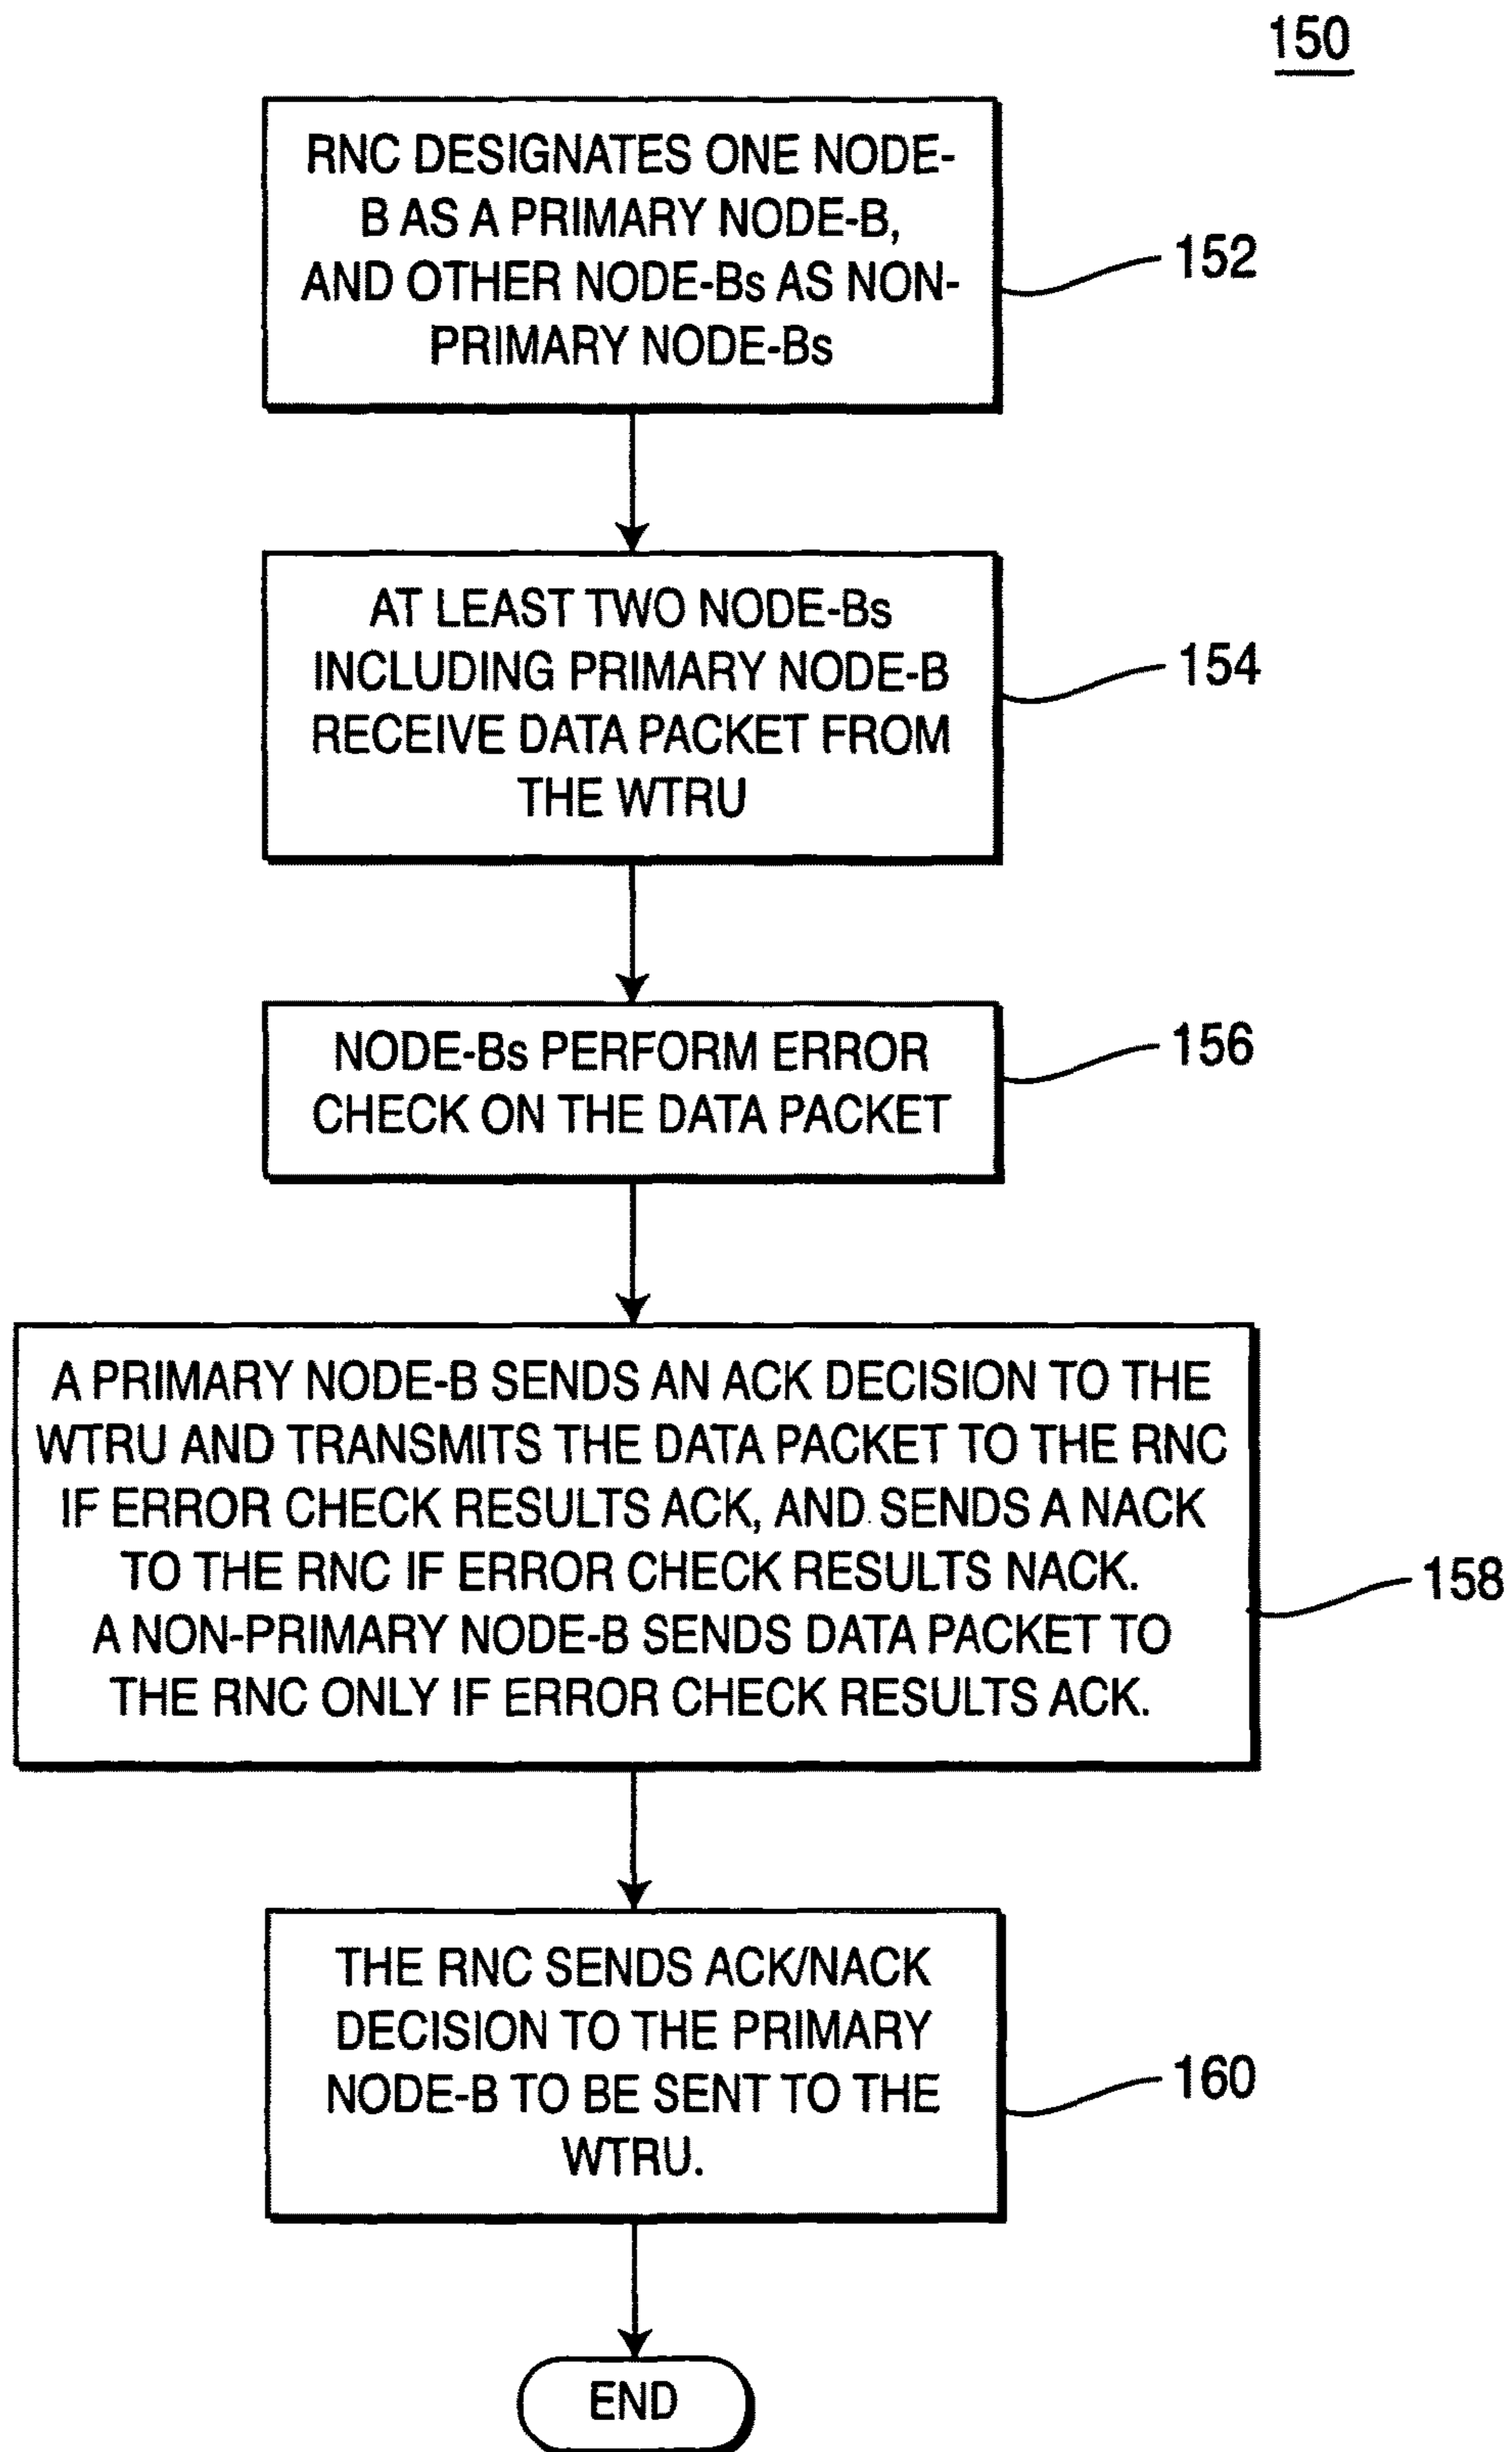 150
RNC DESIGNATES ONE NODE-
B AS A PRIMARY NODE-B,
AND OTHER NODE-Bs AS NON-
PRIMARY NODE-Bs
152
AT LEAST TWO NODE-Bs
INCLUDING PRIMARY NODE-B
RECEIVE DATA PACKET FROM
THE WTRU
154
NODE-Bs PERFORM ERROR
CHECK ON THE DATA PACKET
156
A PRIMARY NODE-B SENDS AN ACK DECISION TO THE
WTRU AND TRANSMITS THE DATA PACKET TO THE RNC
IF ERROR CHECK RESULTS ACK, AND SENDS A NACK
TO THE RNC IF ERROR CHECK RESULTS NACK.
A NON-PRIMARY NODE-B SENDS DATA PACKET TO
THE RNC ONLY IF ERROR CHECK RESULTS ACK.
158
THE RNC SENDS ACK/NACK
DECISION TO THE PRIMARY
NODE-B TO BE SENT TO THE
WTRU.
160
END